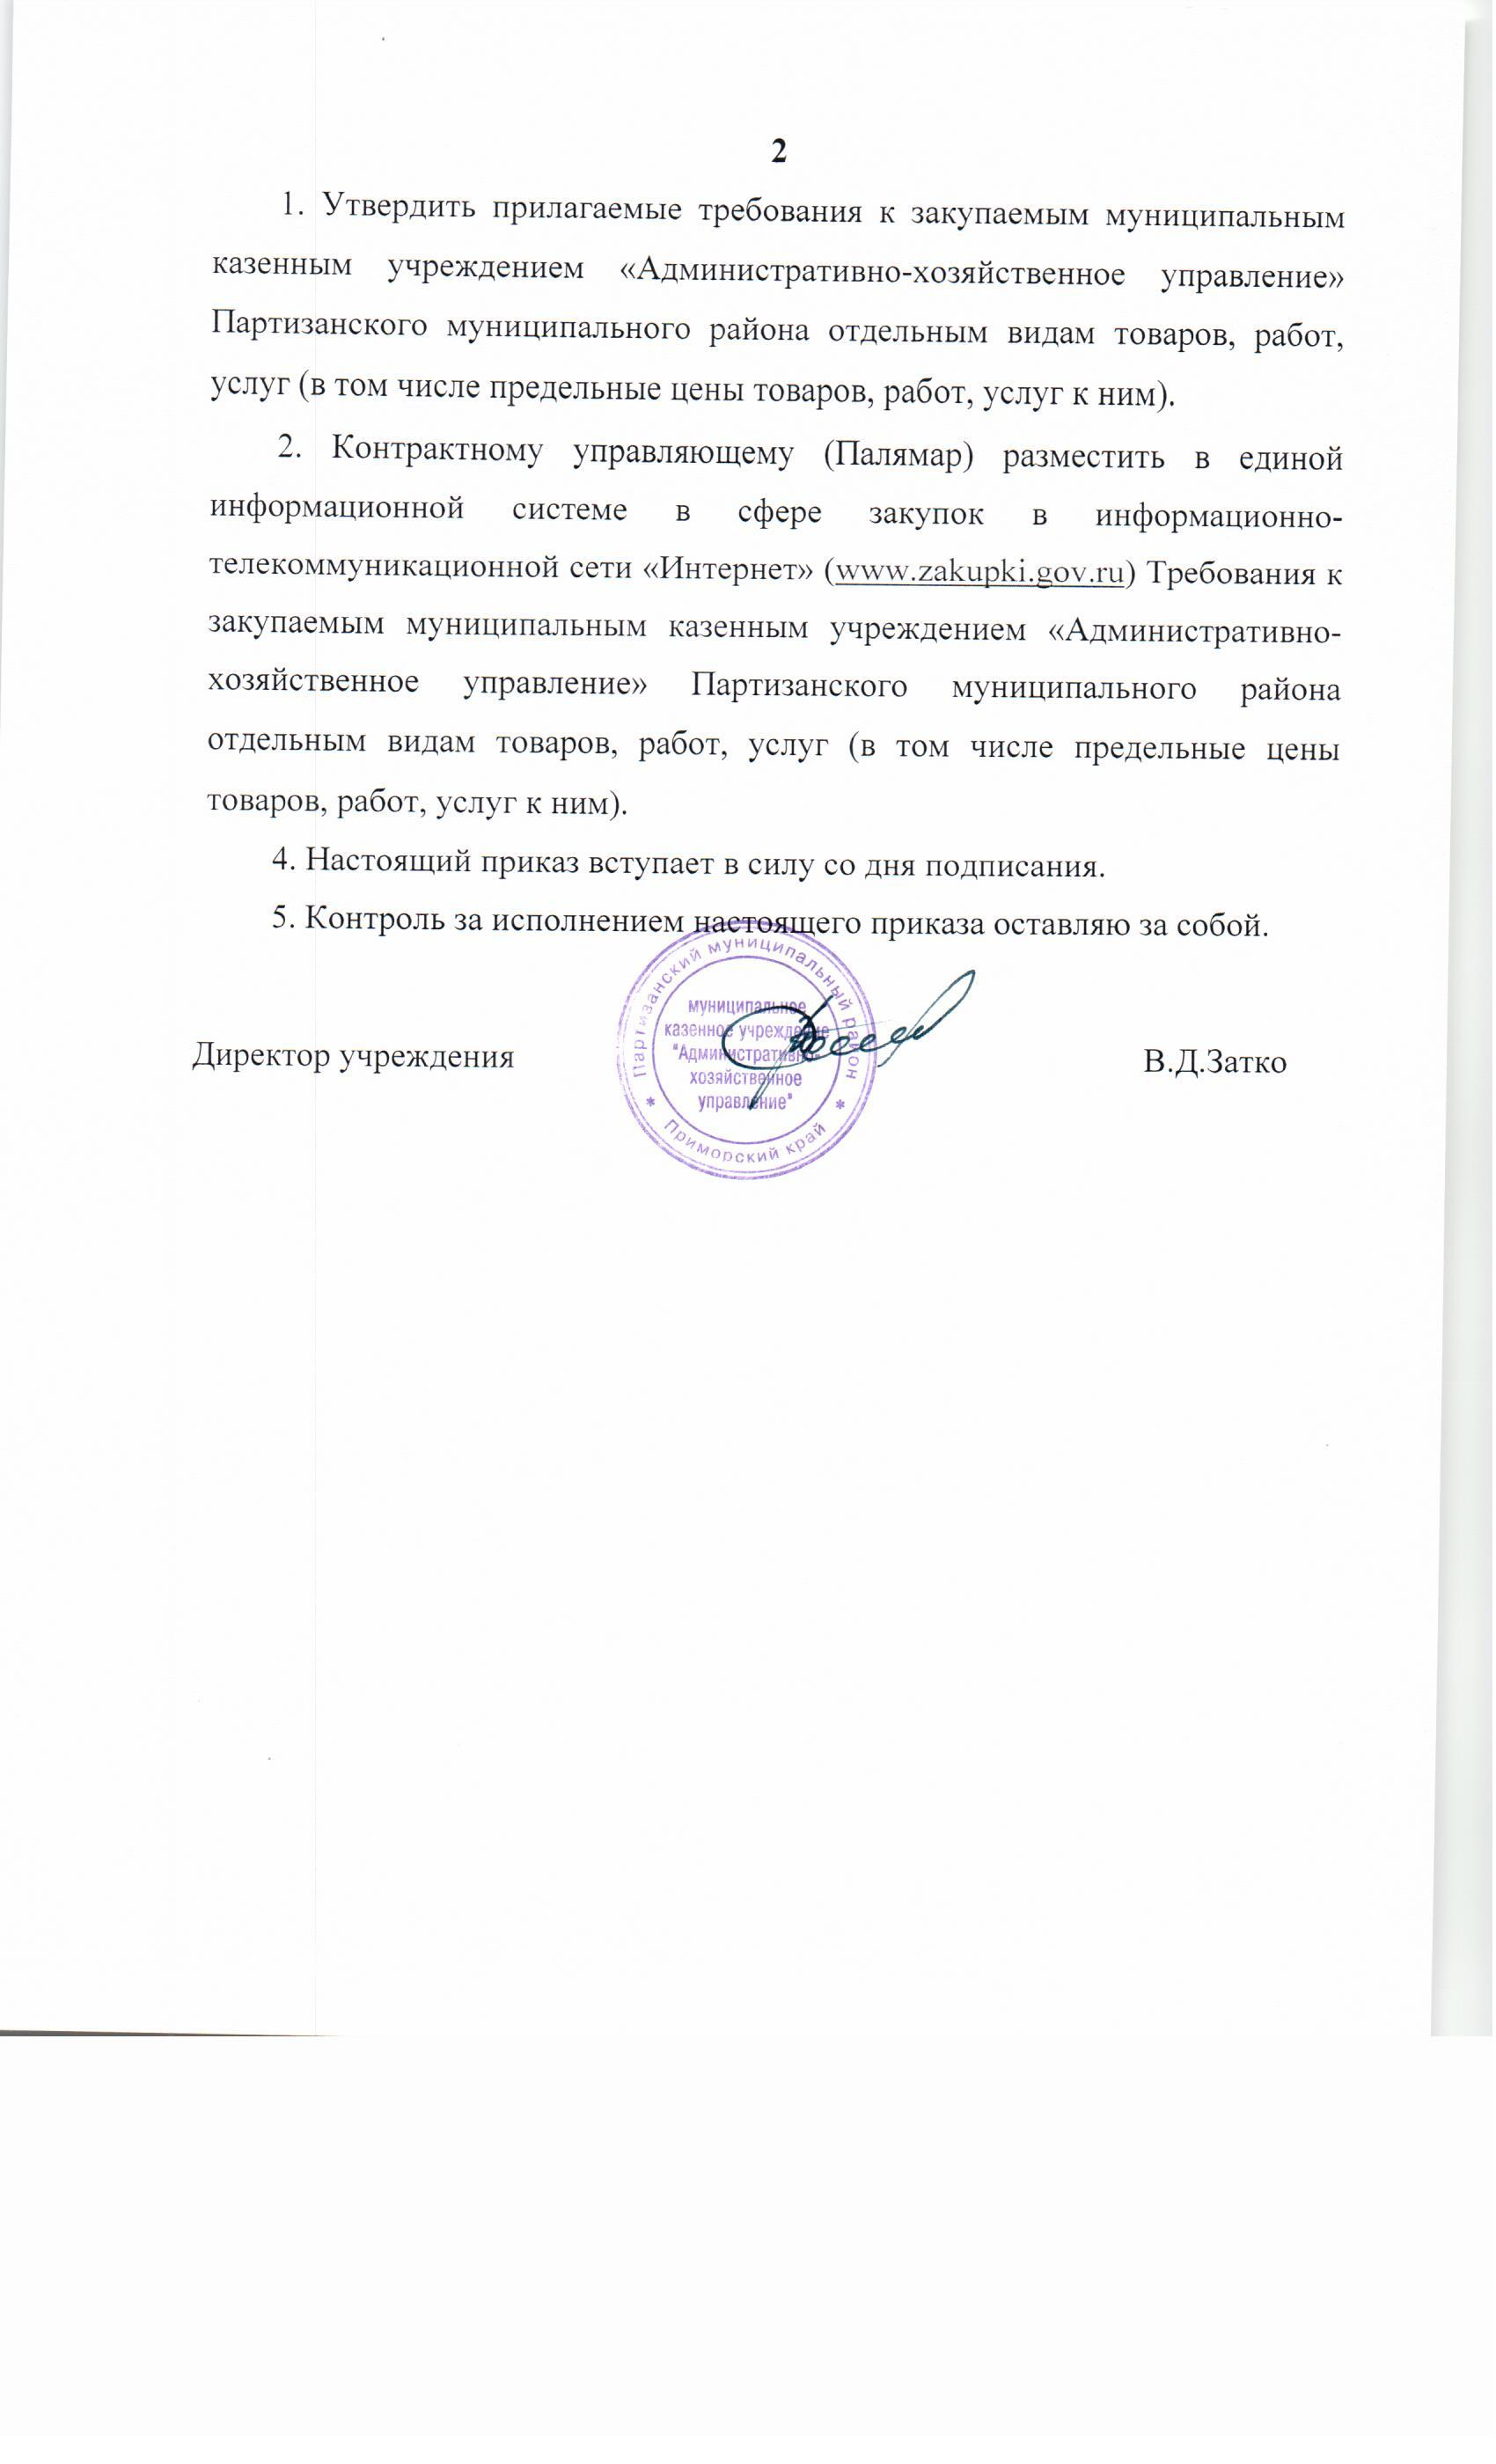 2
1. Утвердить прилагаемые требования к закупаемым муниципальным
казенным учреждением «Административно-хозяйственное управление»
Партизанского муниципального района отдельным видам товаров, работ,
услуг (в том числе предельные цены товаров, работ, услуг к ним).
2. Контрактному управляющему (Палямар) разместить в единой
информационной системе в сфере закупок в информационно-
телекоммуникационной сети «Интернет» (www.zakupki.gov.ru) Требования к
закупаемым муниципальным казенным учреждением «Административно-
хозяйственное управление» Партизанского муниципального района
отдельным видам товаров, работ, услуг (в том числе предельные цены
товаров, работ, услуг к ним).
4. Настоящий приказ вступает в силу со дня подписания.
5. Контроль за исполнением настоящего приказа оставляю за собой.
Партизанский муниципальный район
муниципальное
казенное учреждение
"Административно-
хозяйственное
управление"
* Приморский край *
Директор учреждения
В.Д.Затко